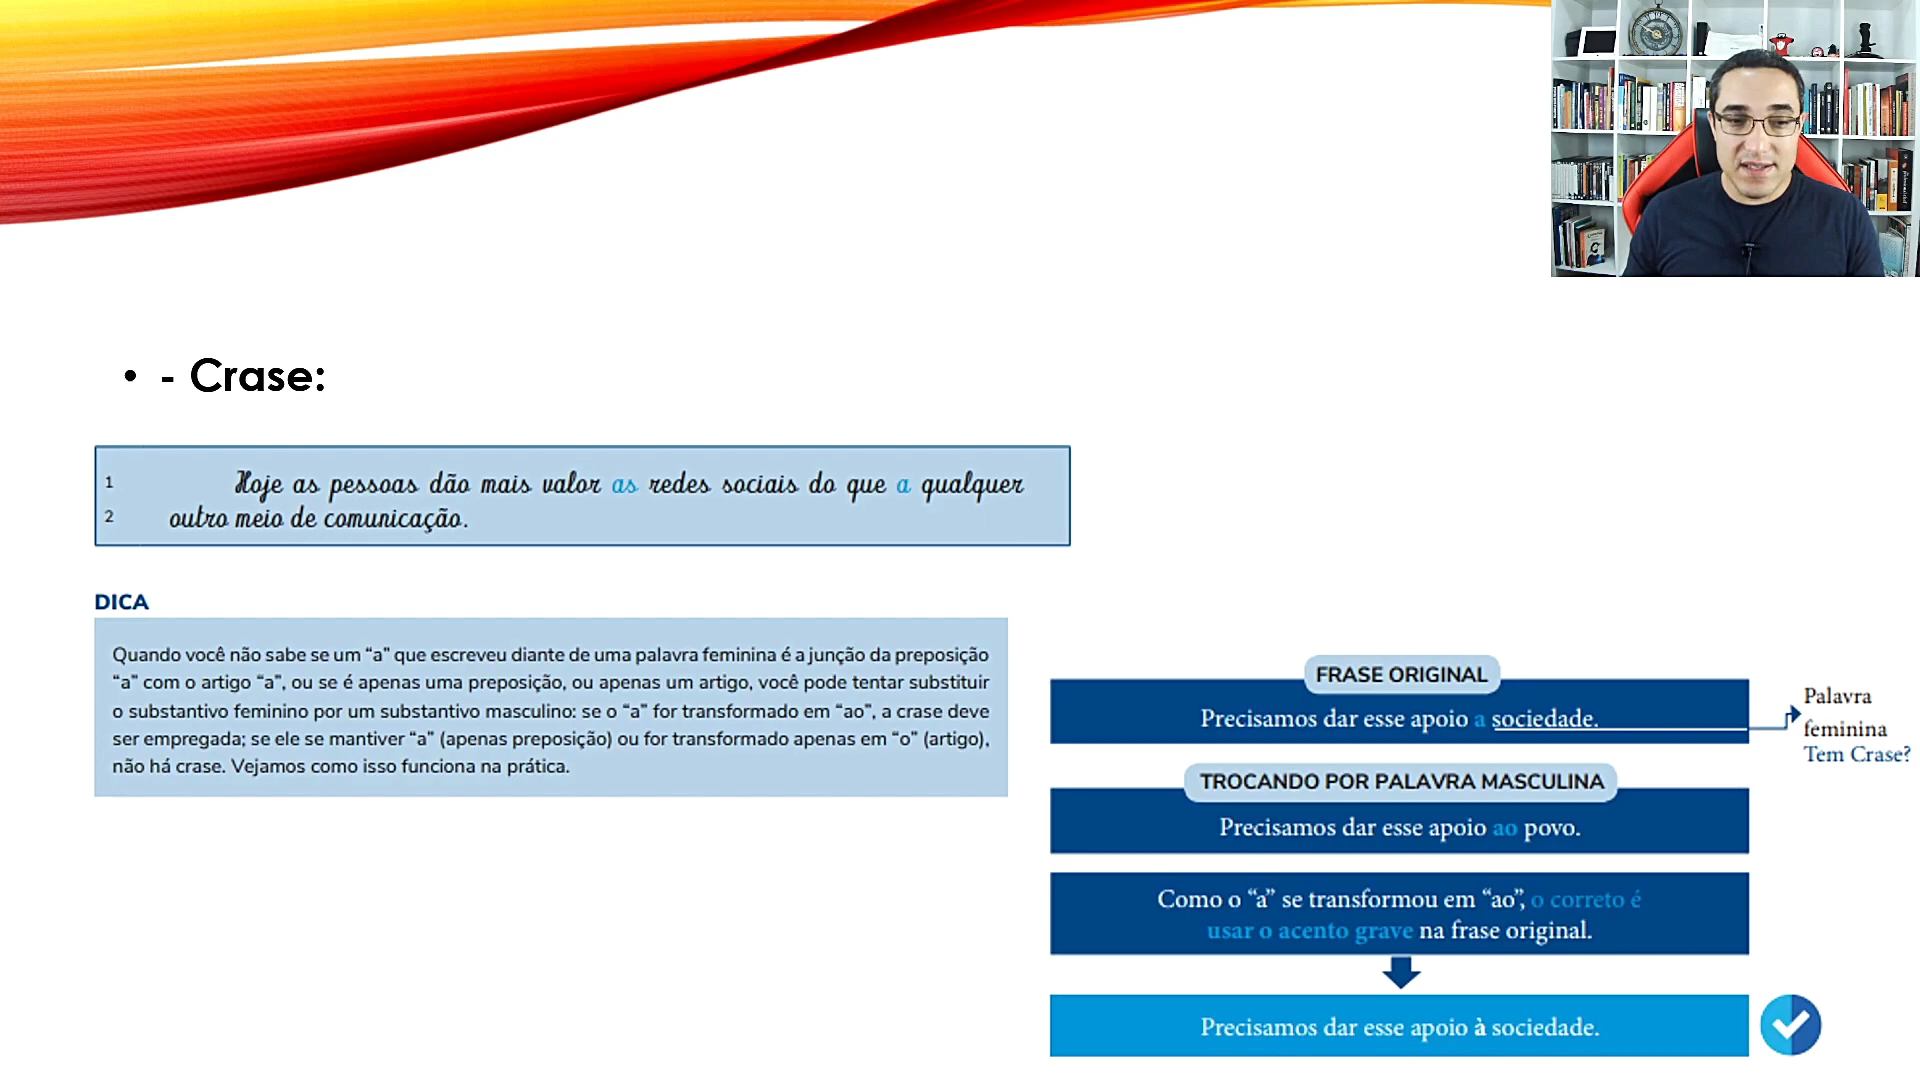 • - Crase:
1 Hoje as pessoas dão mais valor as redes sociais do que a qualquer
2 outro meio de comunicação.
DICA
Quando você não sabe se um “a” que escreveu diante de uma palavra feminina é a junção da preposição
“a” com o artigo “a”, ou se é apenas uma preposição, ou apenas um artigo, você pode tentar substituir
o substantivo feminino por um substantivo masculino: se o “a” for transformado em “ao”, a crase deve
ser empregada; se ele se mantiver “a” (apenas preposição) ou for transformado apenas em “o” (artigo),
não há crase. Vejamos como isso funciona na prática.
FRASE ORIGINAL
Precisamos dar esse apoio a sociedade.
Palavra
feminina
Tem Crase?
TROCANDO POR PALAVRA MASCULINA
Precisamos dar esse apoio ao povo.
Como o “a” se transformou em “ao”, o correto é
usar o acento grave na frase original.
Precisamos dar esse apoio à sociedade.